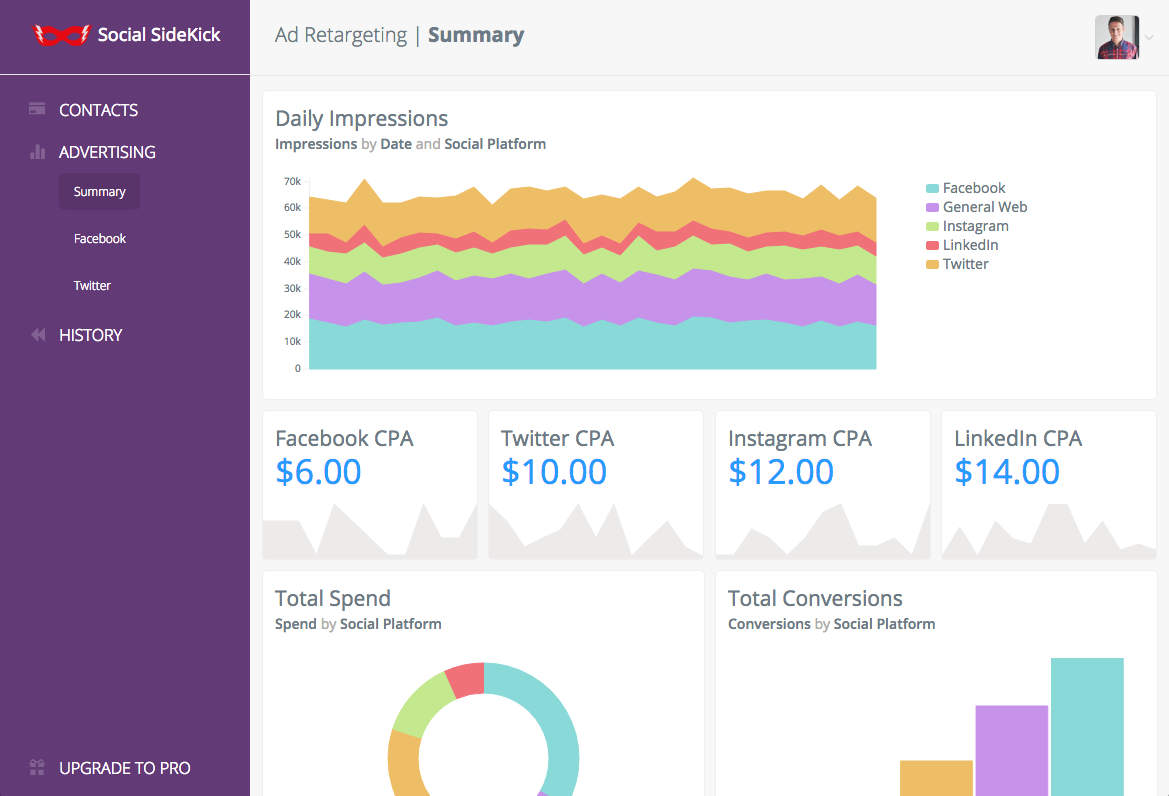 Social SideKick
Ad Retargeting | Summary
CONTACTS
ADVERTISING
Summary
Facebook
Twitter
HISTORY
UPGRADE TO PRO
Daily Impressions
Impressions by Date and Social Platform
70k
60k
50k
40k
30k
20k
10k
0
Facebook
General Web
Instagram
LinkedIn
Twitter
Facebook CPA
$6.00
Twitter CPA
$10.00
Instagram CPA
$12.00
LinkedIn CPA
$14.00
Total Spend
Spend by Social Platform
Total Conversions
Conversions by Social Platform